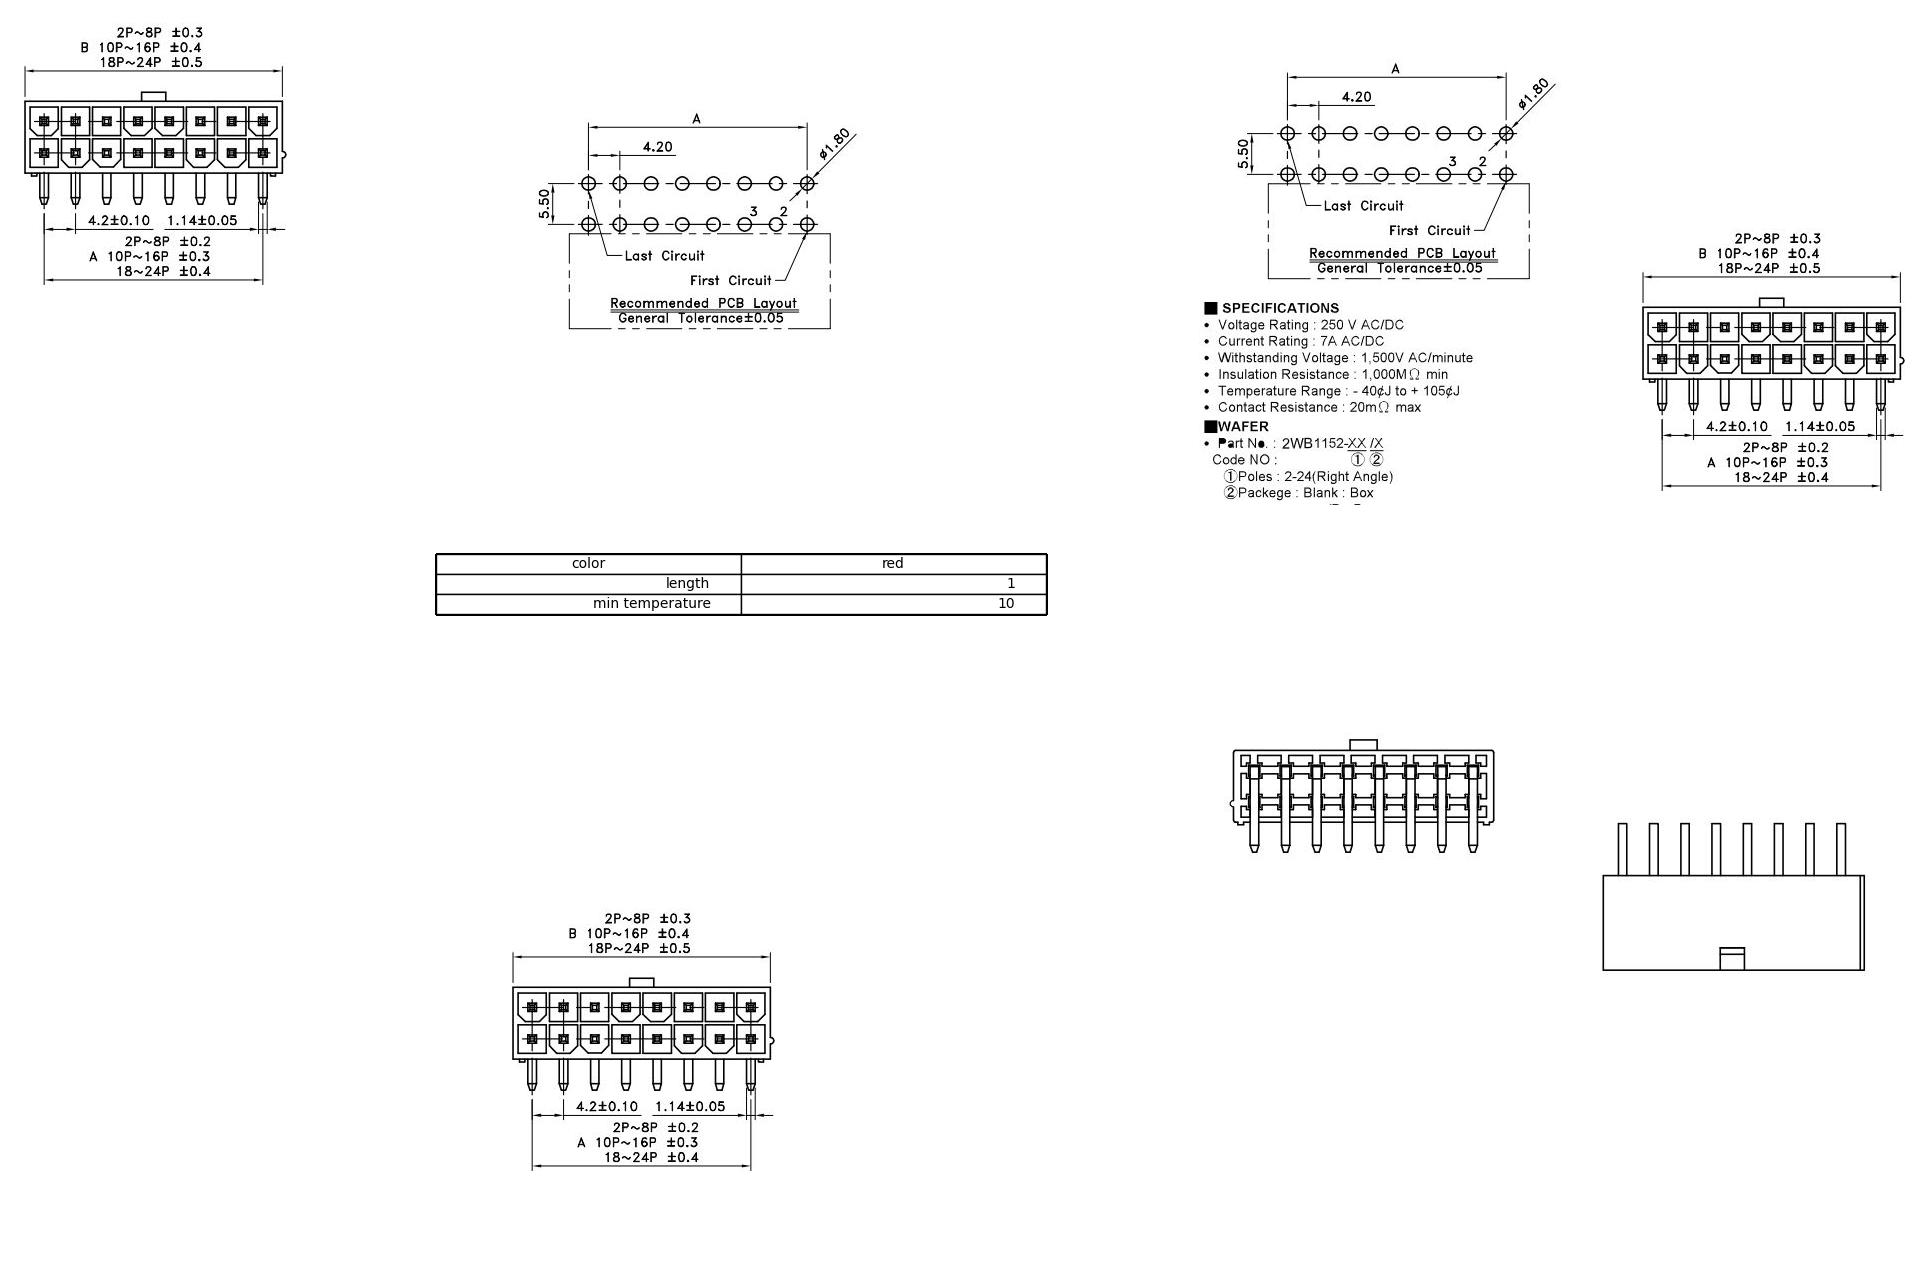 2P~8P ±0.3
B 10P~16P ±0.4
18P~24P ±0.5
4.2±0.10 1.14±0.05
2P~8P ±0.2
A 10P~16P ±0.3
18~24P ±0.4
A
4.20
ø1.80
5.50
3 2
Last Circuit
First Circuit
Recommended PCB Layout
General Tolerance±0.05
A
4.20
ø1.80
5.50
3 2
Last Circuit
First Circuit
Recommended PCB Layout
General Tolerance±0.05
■ SPECIFICATIONS
• Voltage Rating : 250 V AC/DC
• Current Rating : 7A AC/DC
• Withstanding Voltage : 1,500V AC/minute
• Insulation Resistance : 1,000MΩ min
• Temperature Range : - 40¢J to + 105¢J
• Contact Resistance : 20mΩ max
■WAFER
• Part No. : 2WB1152-XX /X
Code NO : ① ②
①Poles : 2-24(Right Angle)
②Packege : Blank : Box
2P~8P ±0.3
B 10P~16P ±0.4
18P~24P ±0.5
4.2±0.10 1.14±0.05
2P~8P ±0.2
A 10P~16P ±0.3
18~24P ±0.4
color red
length 1
min temperature 10
2P~8P ±0.3
B 10P~16P ±0.4
18P~24P ±0.5
4.2±0.10 1.14±0.05
2P~8P ±0.2
A 10P~16P ±0.3
18~24P ±0.4